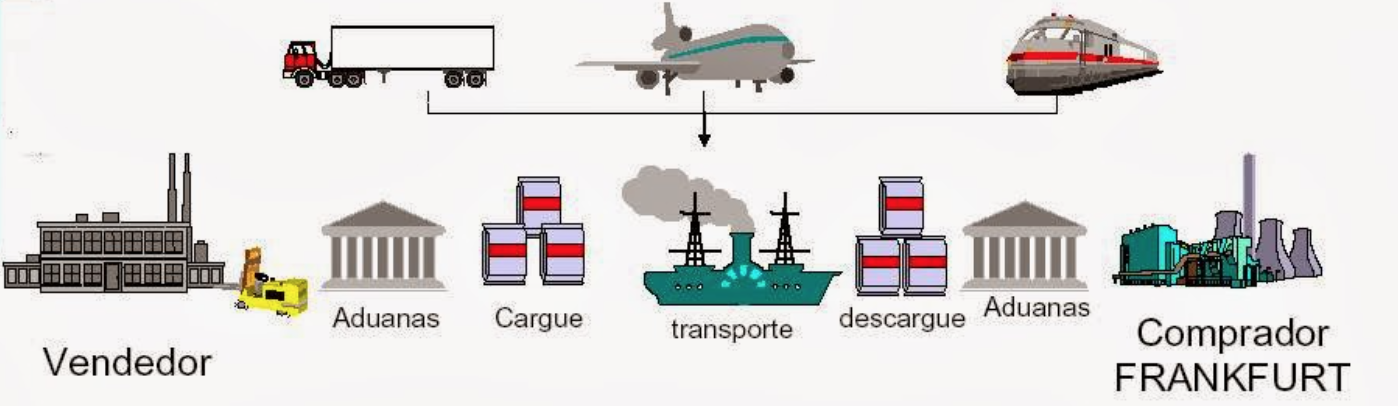 Vendedor
Aduanas
Cargue
transporte
descargue
Aduanas
Comprador
FRANKFURT